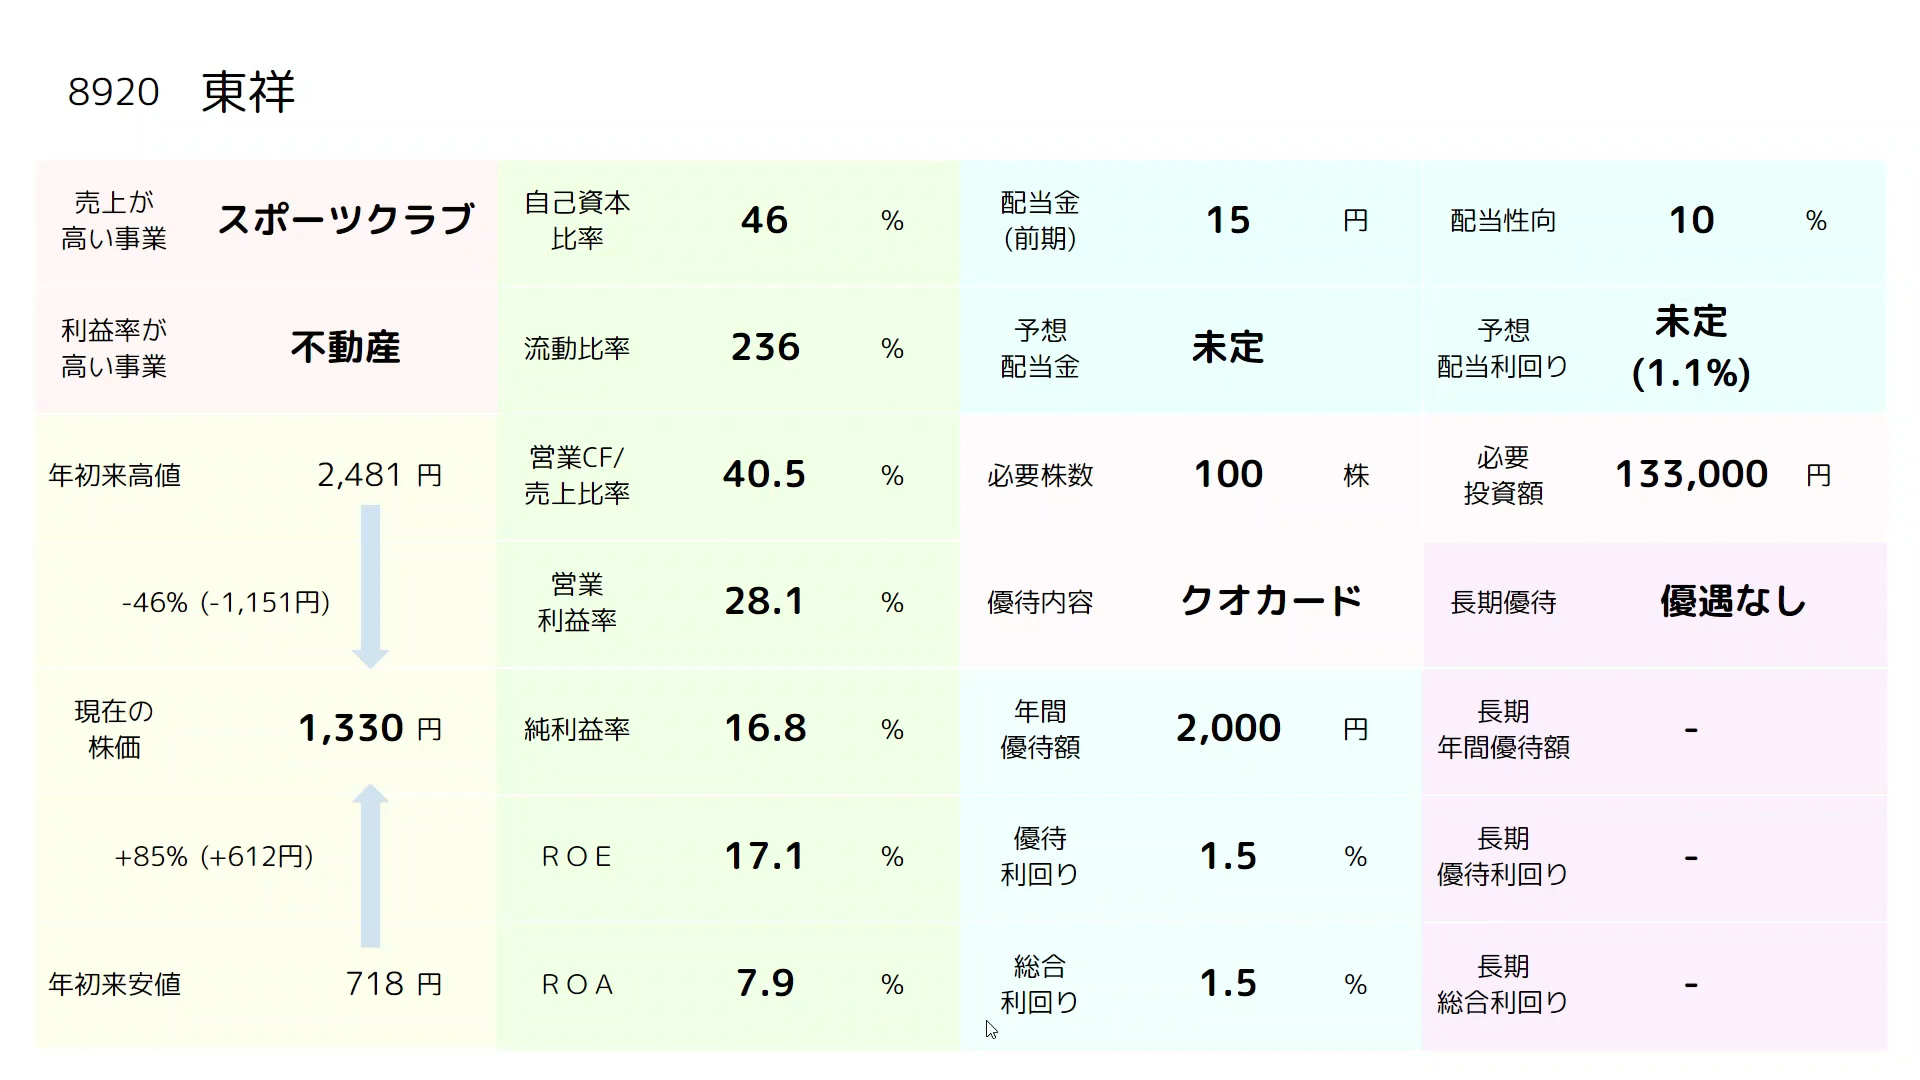 8920 東祥
売上が
高い事業
スポーツクラブ
利益率が
高い事業
不動産
年初来高値 2,481 円
-46% (-1,151円)
現在の
株価
1,330 円
+85% (+612円)
年初来安値 718 円
自己資本
比率
46 %
流動比率 236 %
営業CF/
売上比率
40.5 %
営業
利益率
28.1 %
純利益率 16.8 %
ＲＯＥ 17.1 %
ＲＯＡ 7.9 %
配当金
(前期)
15 円
予想
配当金
未定
必要株数 100 株
優待内容 クオカード
年間
優待額
2,000 円
優待
利回り
1.5 %
総合
利回り
1.5 %
配当性向 10 %
予想
配当利回り
未定
(1.1%)
必要
投資額
133,000 円
長期優待 優遇なし
長期
年間優待額
-
長期
優待利回り
-
長期
総合利回り
-